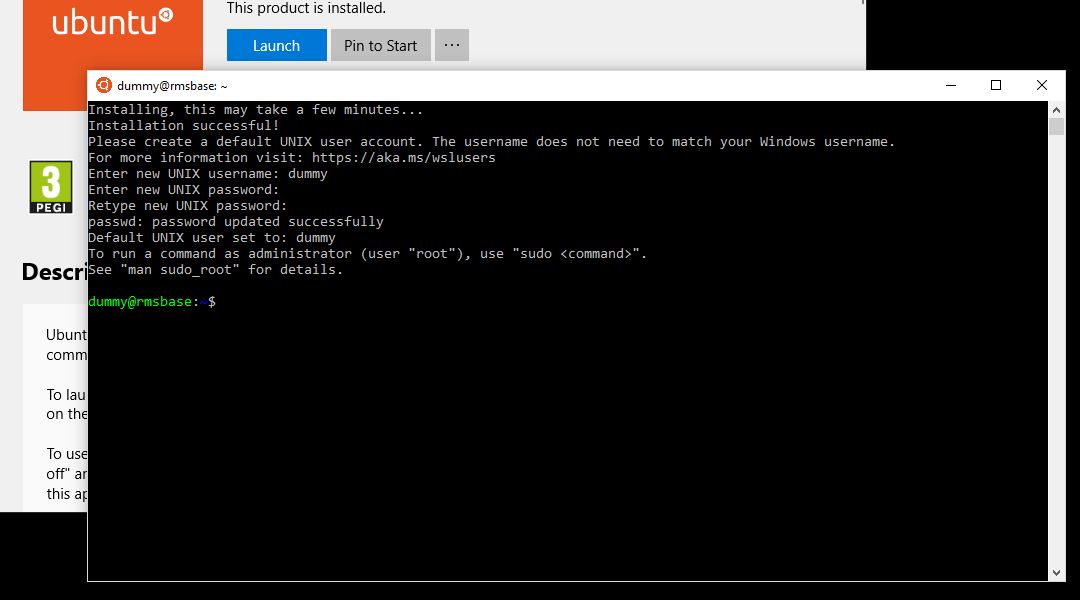 ubuntu
This product is installed.
Launch
Pin to Start
···
dummy@rmsbase: ~
Installing, this may take a few minutes...
Installation successful!
Please create a default UNIX user account. The username does not need to match your Windows username.
For more information visit: https://aka.ms/wslusers
Enter new UNIX username: dummy
Enter new UNIX password:
Retype new UNIX password:
passwd: password updated successfully
Default UNIX user set to: dummy
To run a command as administrator (user "root"), use "sudo <command>".
See "man sudo_root" for details.
dummy@rmsbase:~$
3
PEGI
Descri
Ubunt
comm
To lau
on the
To use
off" ar
this ap